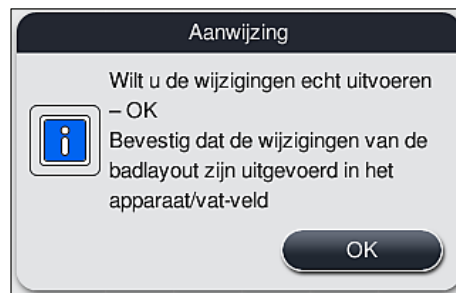 Aanwijzing
Wilt u de wijzigingen echt uitvoeren
– OK
Bevestig dat de wijzigingen van de
badlayout zijn uitgevoerd in het
apparaat/vat-veld
OK